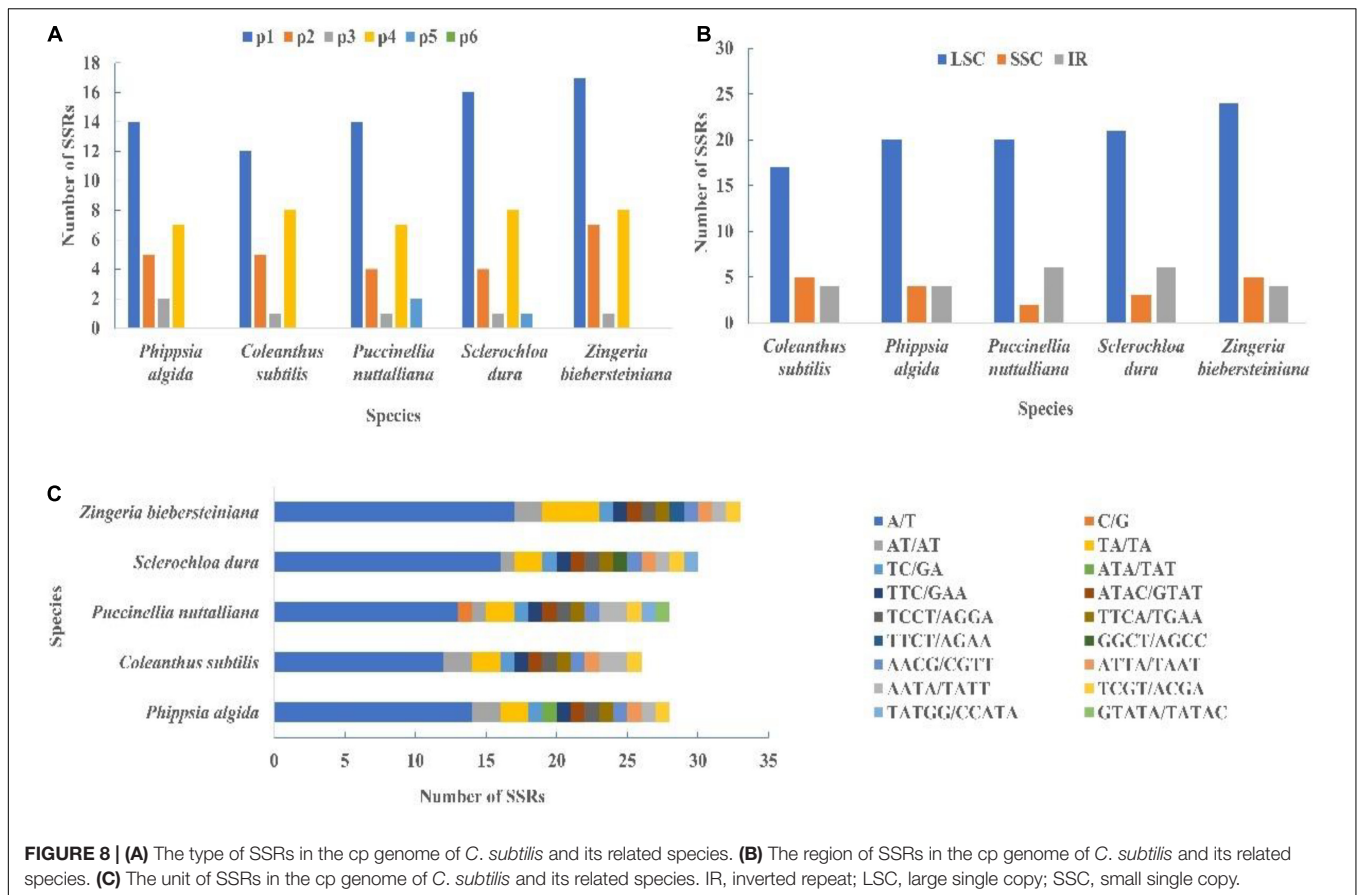 A
p1 p2 p3 p4 p5 p6
18
16
14
12
10
8
6
4
2
0
Number of SSRs
Phippsia algida
Coleanthus subtilis
Puccinellia nuttalliana
Sclerochloa dura
Zingeria biebersteiniana
Species
B
LSC SSC IR
30
25
20
15
10
5
0
Number of SSRs
Coleanthus subtilis
Phippsia algida
Puccinellia nuttalliana
Sclerochloa dura
Zingeria biebersteiniana
Species
C
Zingeria biebersteiniana
Sclerochloa dura
Puccinellia nuttalliana
Coleanthus subtilis
Phippsia algida
Species
0 5 10 15 20 25 30 35
Number of SSRs
A/T C/G
AT/AT TA/TA
TC/GA ATA/TAT
TTC/GAA ATAC/GTAT
TCCT/AGGA TTCA/TGAA
TTCT/AGAA GGCT/AGCC
AACG/CGTT ATTA/TAAT
AATA/TATT TCGT/ACGA
TATGG/CCATA GTATA/TATAC
FIGURE 8 | (A) The type of SSRs in the cp genome of C. subtilis and its related species. (B) The region of SSRs in the cp genome of C. subtilis and its related
species. (C) The unit of SSRs in the cp genome of C. subtilis and its related species. IR, inverted repeat; LSC, large single copy; SSC, small single copy.